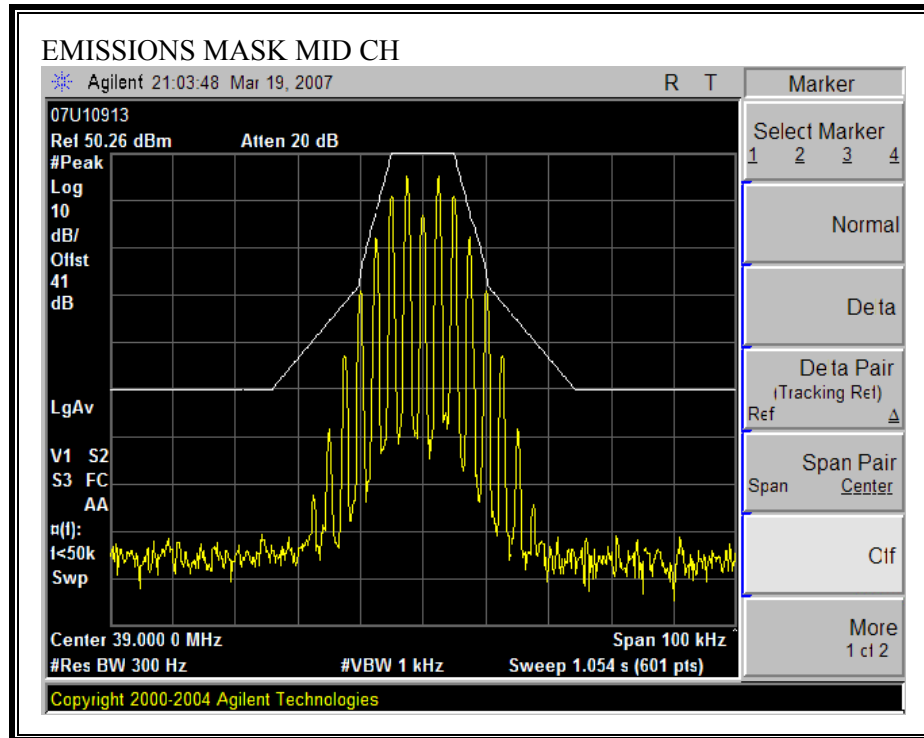 EMISSIONS MASK MID CH
Agilent 21:03:48 Mar 19, 2007
R T
07U10913
Ref 50.26 dBm Atten 20 dB
#Peak
Log
10
dB/
Offst
41
dB
LgAv
V1 S2
S3 FC
AA
¤(f):
f<50k
Swp
Center 39.000 0 MHz
Span 100 kHz
#Res BW 300 Hz
#VBW 1 kHz
Sweep 1.054 s (601 pts)
Copyright 2000-2004 Agilent Technologies
Marker
Select Marker
1 2 3 4
Normal
Delta
Delta Pair
(Tracking Ref)
Ref Δ
Span Pair
Span Center
Off
More
1 of 2